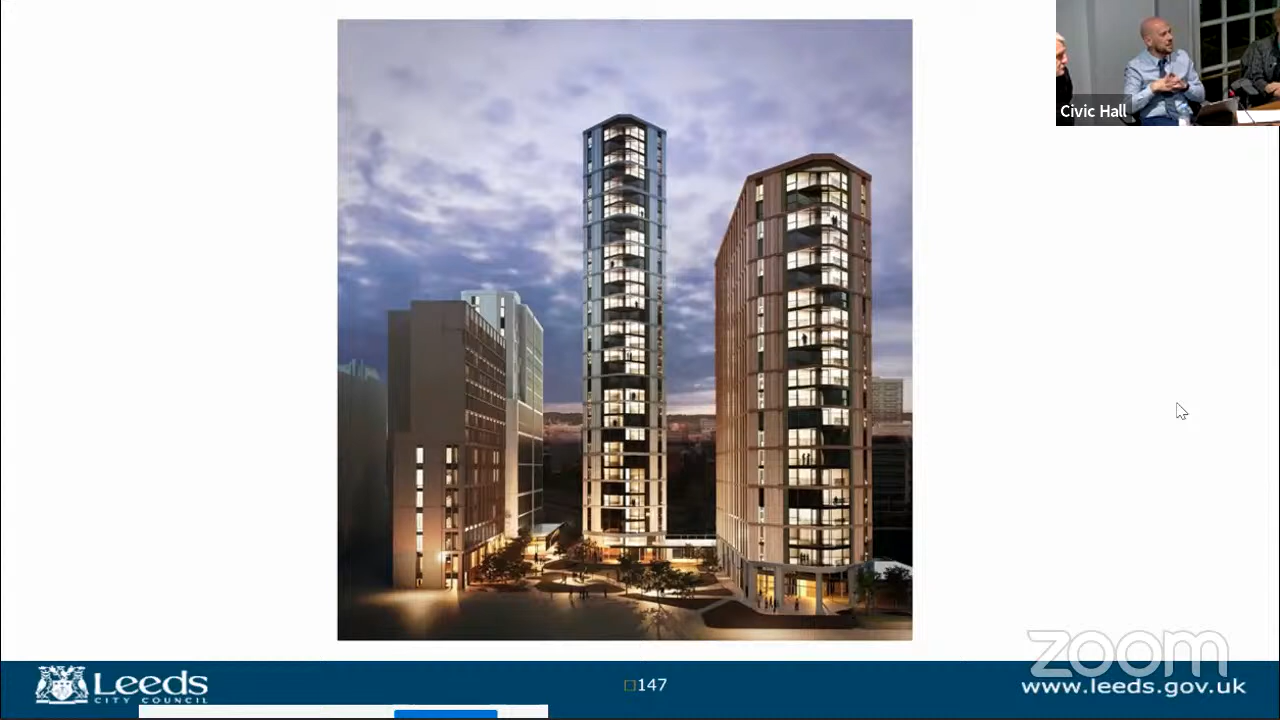 Civic Hall
zoom
Leeds
CITY COUNCIL
147
www.leeds.gov.uk